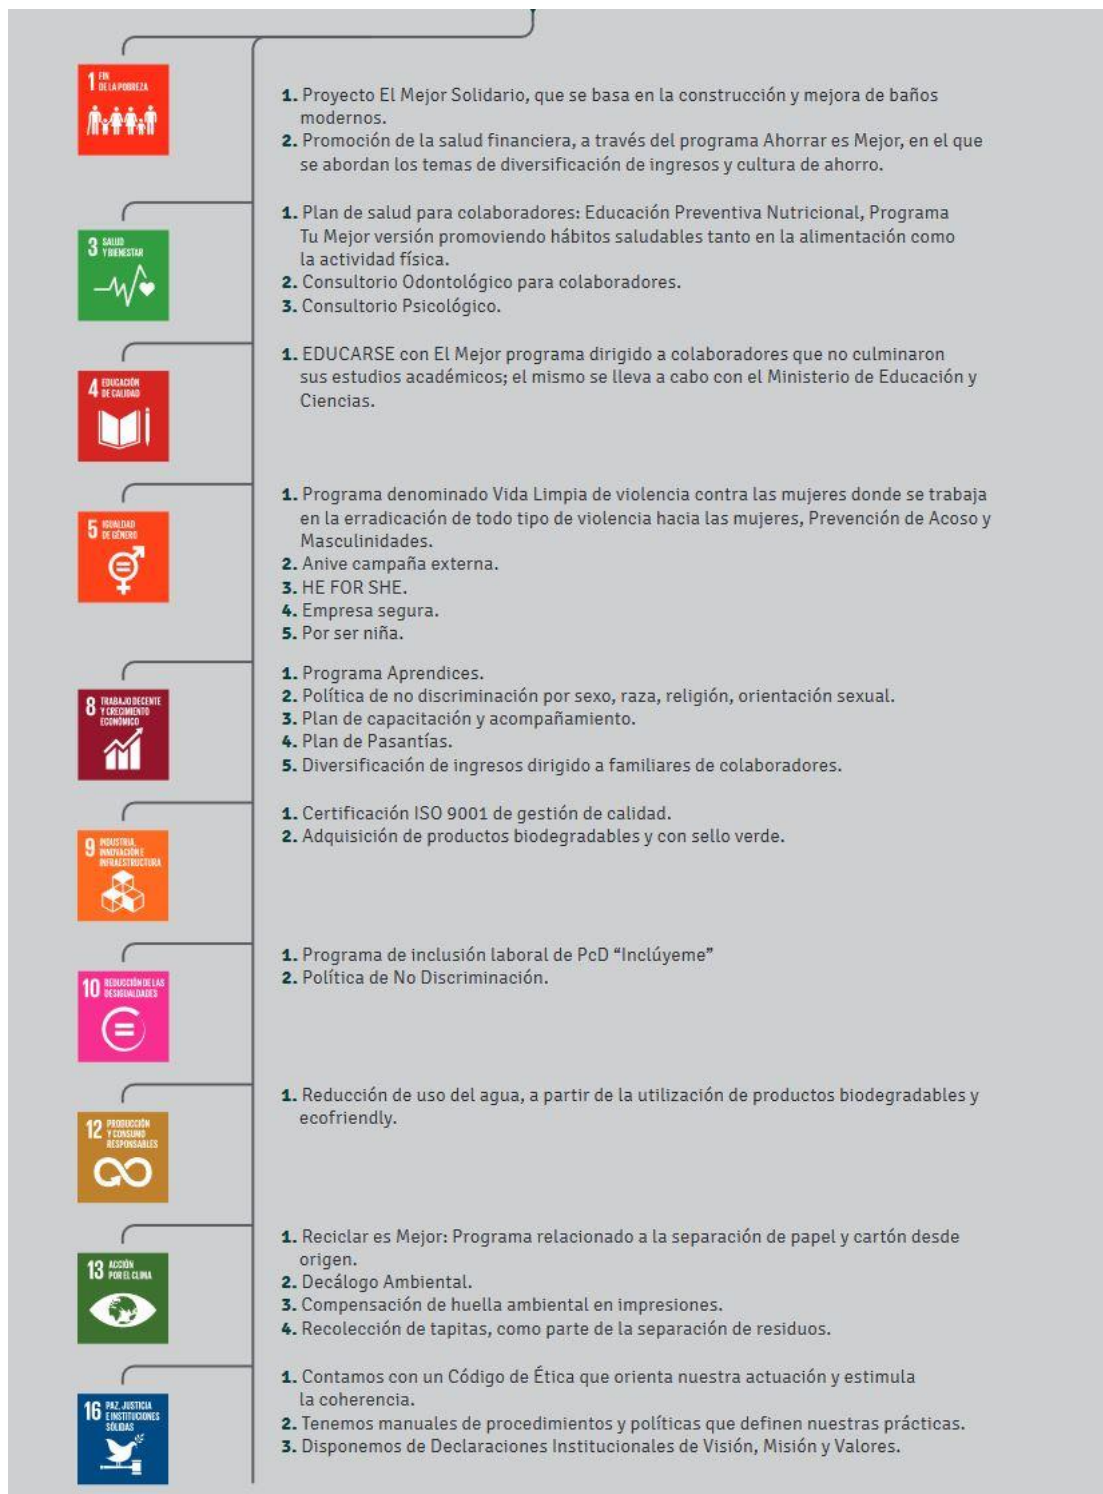 1 FIN
DE LA POBREZA
1. Proyecto El Mejor Solidario, que se basa en la construcción y mejora de baños
modernos.
2. Promoción de la salud financiera, a través del programa Ahorrar es Mejor, en el que
se abordan los temas de diversificación de ingresos y cultura de ahorro.
3 SALUD
Y BIENESTAR
1. Plan de salud para colaboradores: Educación Preventiva Nutricional, Programa
Tu Mejor versión promoviendo hábitos saludables tanto en la alimentación como
la actividad física.
2. Consultorio Odontológico para colaboradores.
3. Consultorio Psicológico.
4 EDUCACIÓN
DE CALIDAD
1. EDUCARSE con El Mejor programa dirigido a colaboradores que no culminaron
sus estudios académicos; el mismo se lleva a cabo con el Ministerio de Educación y
Ciencias.
5 IGUALDAD
DE GÉNERO
1. Programa denominado Vida Limpia de violencia contra las mujeres donde se trabaja
en la erradicación de todo tipo de violencia hacia las mujeres, Prevención de Acoso y
Masculinidades.
2. Anive campaña externa.
3. HE FOR SHE.
4. Empresa segura.
5. Por ser niña.
8 TRABAJO DECENTE
Y CRECIMIENTO
ECONÓMICO
1. Programa Aprendices.
2. Política de no discriminación por sexo, raza, religión, orientación sexual.
3. Plan de capacitación y acompañamiento.
4. Plan de Pasantías.
5. Diversificación de ingresos dirigido a familiares de colaboradores.
9 INDUSTRIA,
INNOVACIÓN E
INFRAESTRUCTURA
1. Certificación ISO 9001 de gestión de calidad.
2. Adquisición de productos biodegradables y con sello verde.
10 REDUCCIÓN DE LAS
DESIGUALDADES
1. Programa de inclusión laboral de PcD “Inclúyeme”
2. Política de No Discriminación.
12 PRODUCCIÓN
Y CONSUMO
RESPONSABLES
1. Reducción de uso del agua, a partir de la utilización de productos biodegradables y
ecofriendly.
13 ACCIÓN
POR EL CLIMA
1. Reciclar es Mejor: Programa relacionado a la separación de papel y cartón desde
origen.
2. Decálogo Ambiental.
3. Compensación de huella ambiental en impresiones.
4. Recolección de tapitas, como parte de la separación de residuos.
16 PAZ, JUSTICIA
E INSTITUCIONES
SÓLIDAS
1. Contamos con un Código de Ética que orienta nuestra actuación y estimula
la coherencia.
2. Tenemos manuales de procedimientos y políticas que definen nuestras prácticas.
3. Disponemos de Declaraciones Institucionales de Visión, Misión y Valores.